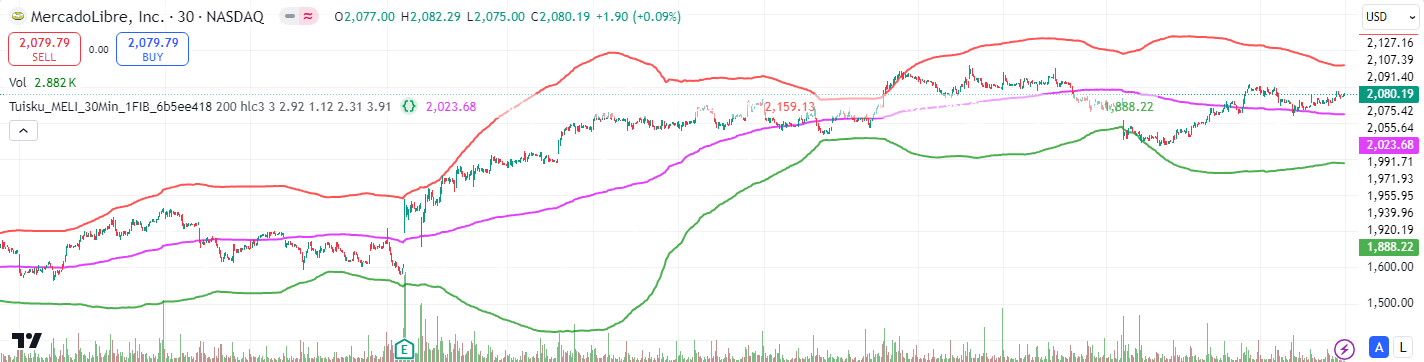 MercadoLibre, Inc. · 30 · NASDAQ O2,077.00 H2,082.29 L2,075.00 C2,080.19 +1.90 (+0.09%)
USD
2,079.79 0.00 2,079.79
SELL BUY
Vol 2.882 K
Tuisku_MELI_30Min_1FIB_6b5ee418 200 hlc3 3 2.92 1.12 2.31 3.91 {} 2,023.68 2,159.13 1,888.22
2,127.16
2,107.39
2,091.40
2,080.19
2,075.42
2,055.64
2,023.68
1,991.71
1,971.93
1,955.95
1,939.96
1,920.19
1,888.22
1,600.00
1,500.00
E
A L